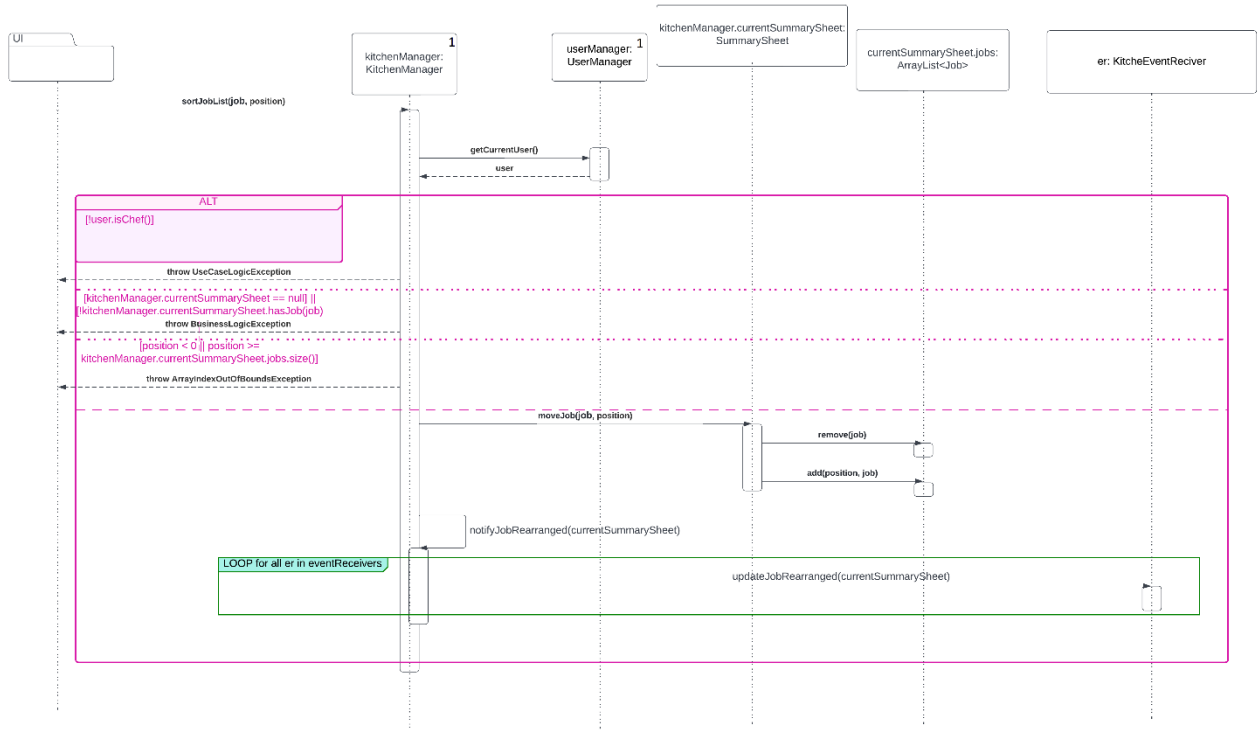 UI
kitchenManager:
KitchenManager
1
userManager:
UserManager
1
kitchenManager.currentSummarySheet:
SummarySheet
currentSummarySheet.jobs:
ArrayList<Job>
er: KitcheEventReciver
sortJobList(job, position)
getCurrentUser()
user
ALT
[!user.isChef()]
throw UseCaseLogicException
[kitchenManager.currentSummarySheet == null] ||
[!kitchenManager.currentSummarySheet.hasJob(job)
throw BusinessLogicException
[position < 0 || position >=
kitchenManager.currentSummarySheet.jobs.size()]
throw ArrayIndexOutOfBoundsException
moveJob(job, position)
remove(job)
add(position, job)
notifyJobRearranged(currentSummarySheet)
LOOP for all er in eventReceivers
updateJobRearranged(currentSummarySheet)